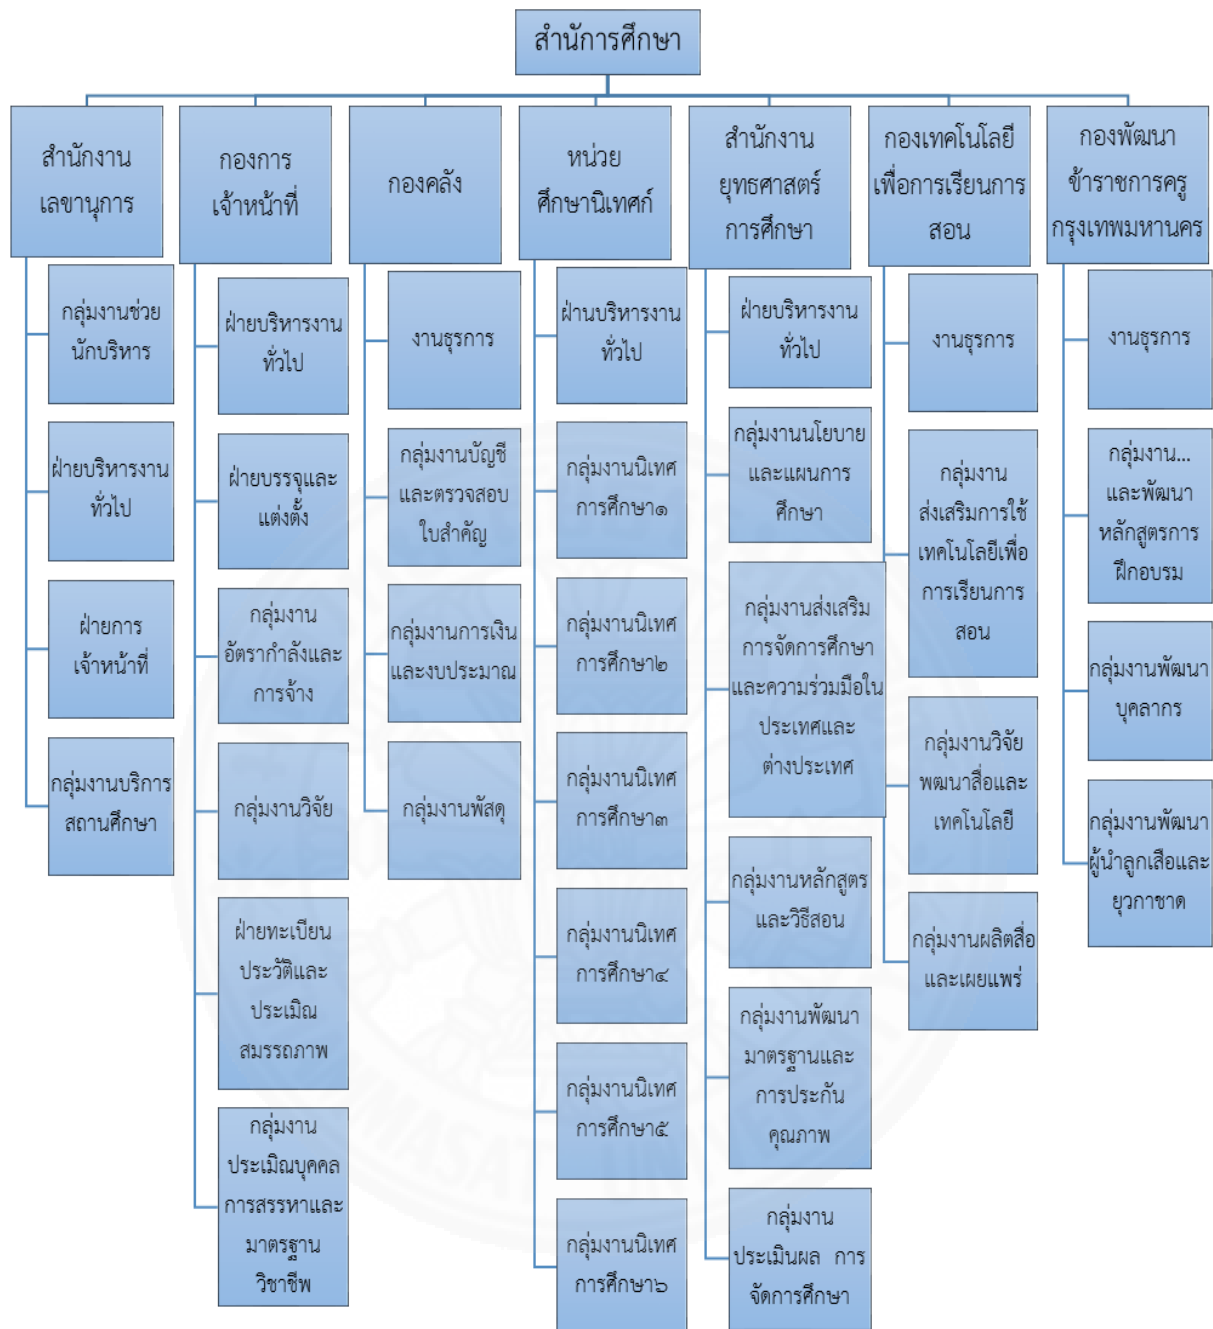 สำนัการศึกษา
สำนักงาน
เลขานุการ
กลุ่มงานช่วย
นักบริหาร
ฝ่ายบริหารงาน
ทั่วไป
ฝ่ายการ
เจ้าหน้าที่
กลุ่มงานบริการ
สถานศึกษา
กองการ
เจ้าหน้าที่
ฝ่ายบริหารงาน
ทั่วไป
ฝ่ายบรรจุและ
แต่งตั้ง
กลุ่มงาน
อัตรากำลังและ
การจ้าง
กลุ่มงานวิจัย
ฝ่ายทะเบียน
ประวัติและ
ประเมิณ
สมรรถภาพ
กลุ่มงาน
ประเมิณบุคคล
การสรรหาและ
มาตรฐาน
วิชาชีพ
กองคลัง
งานธุรการ
กลุ่มงานบัญชี
และตรวจสอบ
ใบสำคัญ
กลุ่มงานการเงิน
และงบประมาณ
กลุ่มงานพัสดุ
หน่วย
ศึกษานิเทศก์
ฝ่านบริหารงาน
ทั่วไป
กลุ่มงานนิเทศ
การศึกษา๑
กลุ่มงานนิเทศ
การศึกษา๒
กลุ่มงานนิเทศ
การศึกษา๓
กลุ่มงานนิเทศ
การศึกษา๔
กลุ่มงานนิเทศ
การศึกษา๕
กลุ่มงานนิเทศ
การศึกษา๖
สำนักงาน
ยุทธศาสตร์
การศึกษา
ฝ่ายบริหารงาน
ทั่วไป
กลุ่มงานนโยบาย
และแผนการ
ศึกษา
กลุ่มงานส่งเสริม
การจัดการศึกษา
และความร่วมมือใน
ประเทศและ
ต่างประเทศ
กลุ่มงานหลักสูตร
และวิธีสอน
กลุ่มงานพัฒนา
มาตรฐานและ
การประกัน
คุณภาพ
กลุ่มงาน
ประเมินผล การ
จัดการศึกษา
กองเทคโนโลยี
เพื่อการเรียนการ
สอน
งานธุรการ
กลุ่มงาน
ส่งเสริมการใช้
เทคโนโลยีเพื่อ
การเรียนการ
สอน
กลุ่มงานวิจัย
พฒนาสื่อและ
เทคโนโลยี
กลุ่มงานผลิตสื่อ
และเผยแพร่
กองพัฒนา
ข้าราชการครู
กรุงเทพมหานคร
งานธุรการ
กลุ่มงาน...
และพัฒนา
หลักสูตรการ
ฝึกอบรม
กลุ่มงานพัฒนา
บุคลากร
กลุ่มงานพัฒนา
ผู้นำลูกเสือและ
ยุวกาชาด